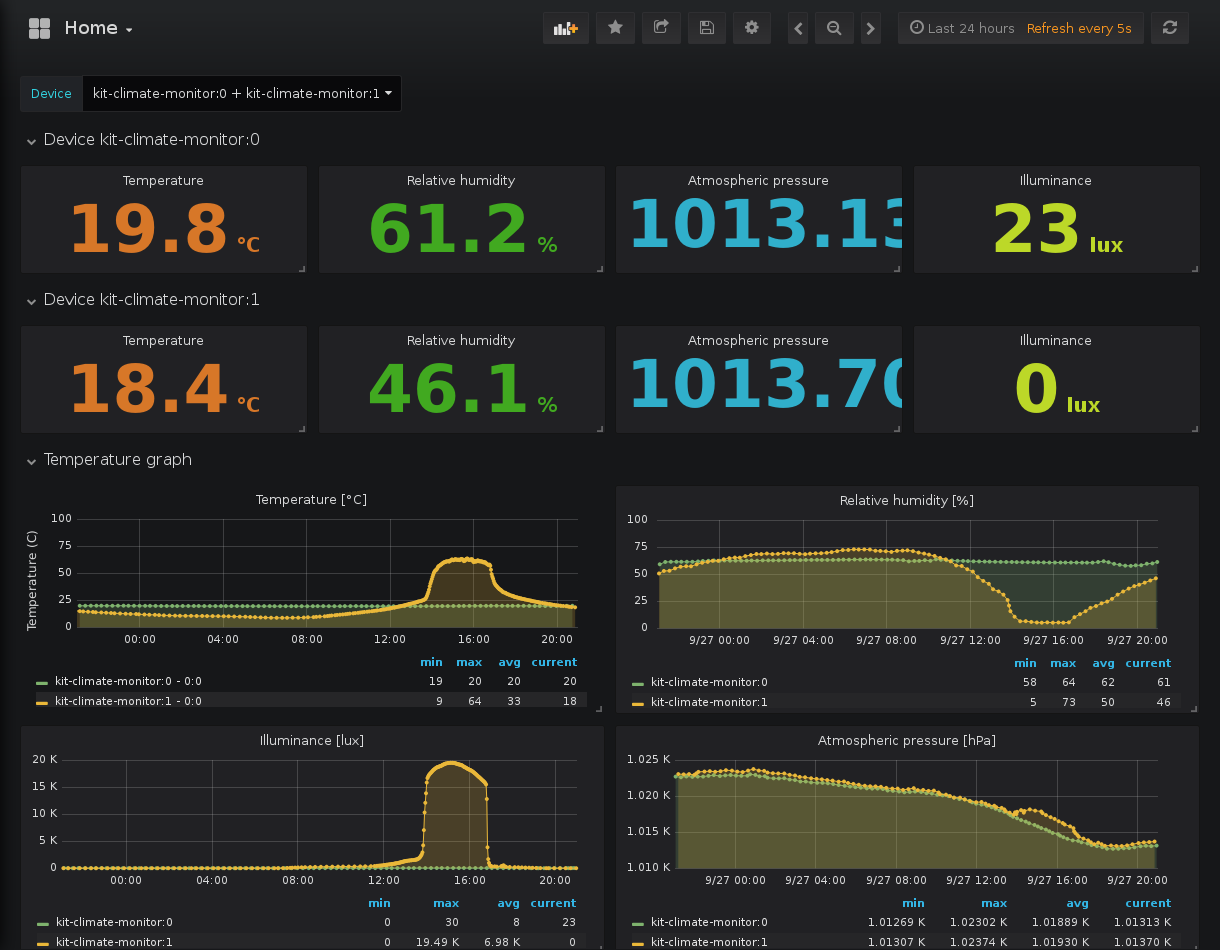 Home
Last 24 hours Refresh every 5s
Device kit-climate-monitor:0 + kit-climate-monitor:1
Device kit-climate-monitor:0
Temperature Relative humidity Atmospheric pressure Illuminance
19.8 °C 61.2 % 1013.13 23 lux
Device kit-climate-monitor:1
Temperature Relative humidity Atmospheric pressure Illuminance
18.4 °C 46.1 % 1013.70 0 lux
Temperature graph
Temperature [°C]
Temperature (C)
100
75
50
25
0
00:00 04:00 08:00 12:00 16:00 20:00
min max avg current
kit-climate-monitor:0 - 0:0 19 20 20 20
kit-climate-monitor:1 - 0:0 9 64 33 18
Relative humidity [%]
100
75
50
25
0
9/27 00:00 9/27 04:00 9/27 08:00 9/27 12:00 9/27 16:00 9/27 20:00
min max avg current
kit-climate-monitor:0 58 64 62 61
kit-climate-monitor:1 5 73 50 46
Illuminance [lux]
20 K
15 K
10 K
5 K
0
00:00 04:00 08:00 12:00 16:00 20:00
min max avg current
kit-climate-monitor:0 0 30 8 23
kit-climate-monitor:1 0 19.49 K 6.98 K 0
Atmospheric pressure [hPa]
1.025 K
1.020 K
1.015 K
1.010 K
9/27 00:00 9/27 04:00 9/27 08:00 9/27 12:00 9/27 16:00 9/27 20:00
min max avg current
kit-climate-monitor:0 1.01269 K 1.02302 K 1.01889 K 1.01313 K
kit-climate-monitor:1 1.01307 K 1.02374 K 1.01930 K 1.01370 K